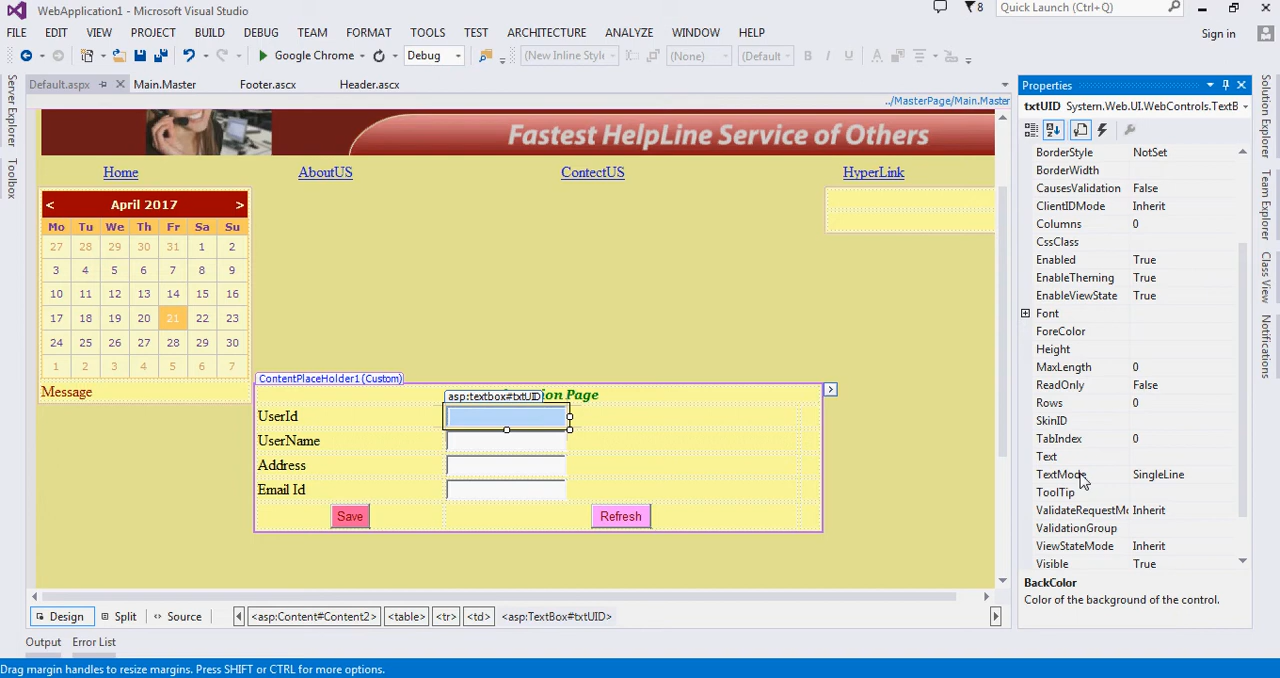 WebApplication1 - Microsoft Visual Studio
8
Quick Launch (Ctrl+Q)
FILE EDIT VIEW PROJECT BUILD DEBUG TEAM FORMAT TOOLS TEST ARCHITECTURE ANALYZE WINDOW HELP
Sign in
Google Chrome Debug (New Inline Style (None) (Default B I U A
Server Explorer
Toolbox
Default.aspx Main.Master Footer.ascx Header.ascx
../MasterPage/Main.Master
Fastest HelpLine Service of Others
Home AboutUS ContectUS HyperLink
< April 2017 >
Mo Tu We Th Fr Sa Su
27 28 29 30 31 1 2
3 4 5 6 7 8 9
10 11 12 13 14 15 16
17 18 19 20 21 22 23
24 25 26 27 28 29 30
1 2 3 4 5 6 7
Message
ContentPlaceHolder1 (Custom)
asp:textbox#txtUID ion Page
UserId
UserName
Address
Email Id
Save Refresh
Design Split Source <asp:Content#Content2> <table> <tr> <td> <asp:TextBox#txtUID>
Output Error List
Drag margin handles to resize margins. Press SHIFT or CTRL for more options.
Properties
txtUID System.Web.UI.WebControls.TextB
BorderStyle NotSet
BorderWidth
CausesValidation False
ClientIDMode Inherit
Columns 0
CssClass
Enabled True
EnableTheming True
EnableViewState True
Font
ForeColor
Height
MaxLength 0
ReadOnly False
Rows 0
SkinID
TabIndex 0
Text
TextMode SingleLine
ToolTip
ValidateRequestMo Inherit
ValidationGroup
ViewStateMode Inherit
Visible True
BackColor
Color of the background of the control.
Solution Explorer
Team Explorer
Class View
Notifications